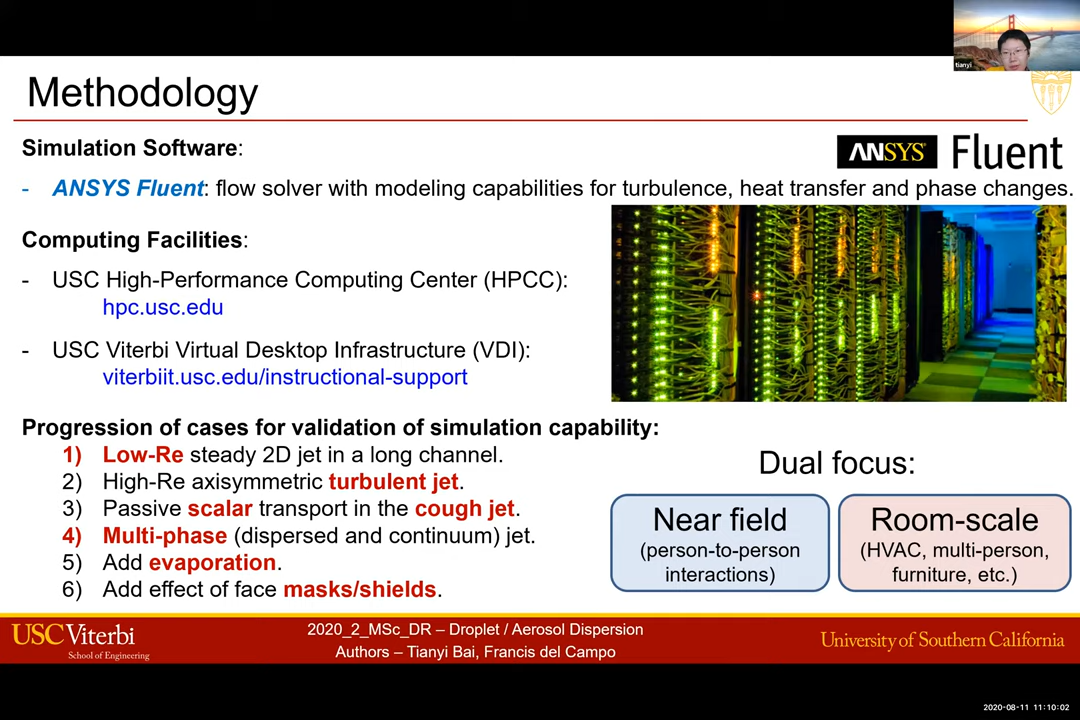 tianyi
Methodology
Simulation Software:
ANSYS Fluent
- ANSYS Fluent: flow solver with modeling capabilities for turbulence, heat transfer and phase changes.
Computing Facilities:
- USC High-Performance Computing Center (HPCC):
hpc.usc.edu
- USC Viterbi Virtual Desktop Infrastructure (VDI):
viterbiit.usc.edu/instructional-support
Progression of cases for validation of simulation capability:
1) Low-Re steady 2D jet in a long channel.
2) High-Re axisymmetric turbulent jet.
3) Passive scalar transport in the cough jet.
4) Multi-phase (dispersed and continuum) jet.
5) Add evaporation.
6) Add effect of face masks/shields.
Dual focus:
Near field
(person-to-person
interactions)
Room-scale
(HVAC, multi-person,
furniture, etc.)
USC Viterbi
School of Engineering
2020_2_MSc_DR – Droplet / Aerosol Dispersion
Authors – Tianyi Bai, Francis del Campo
University of Southern California
2020-08-11 11:10:02